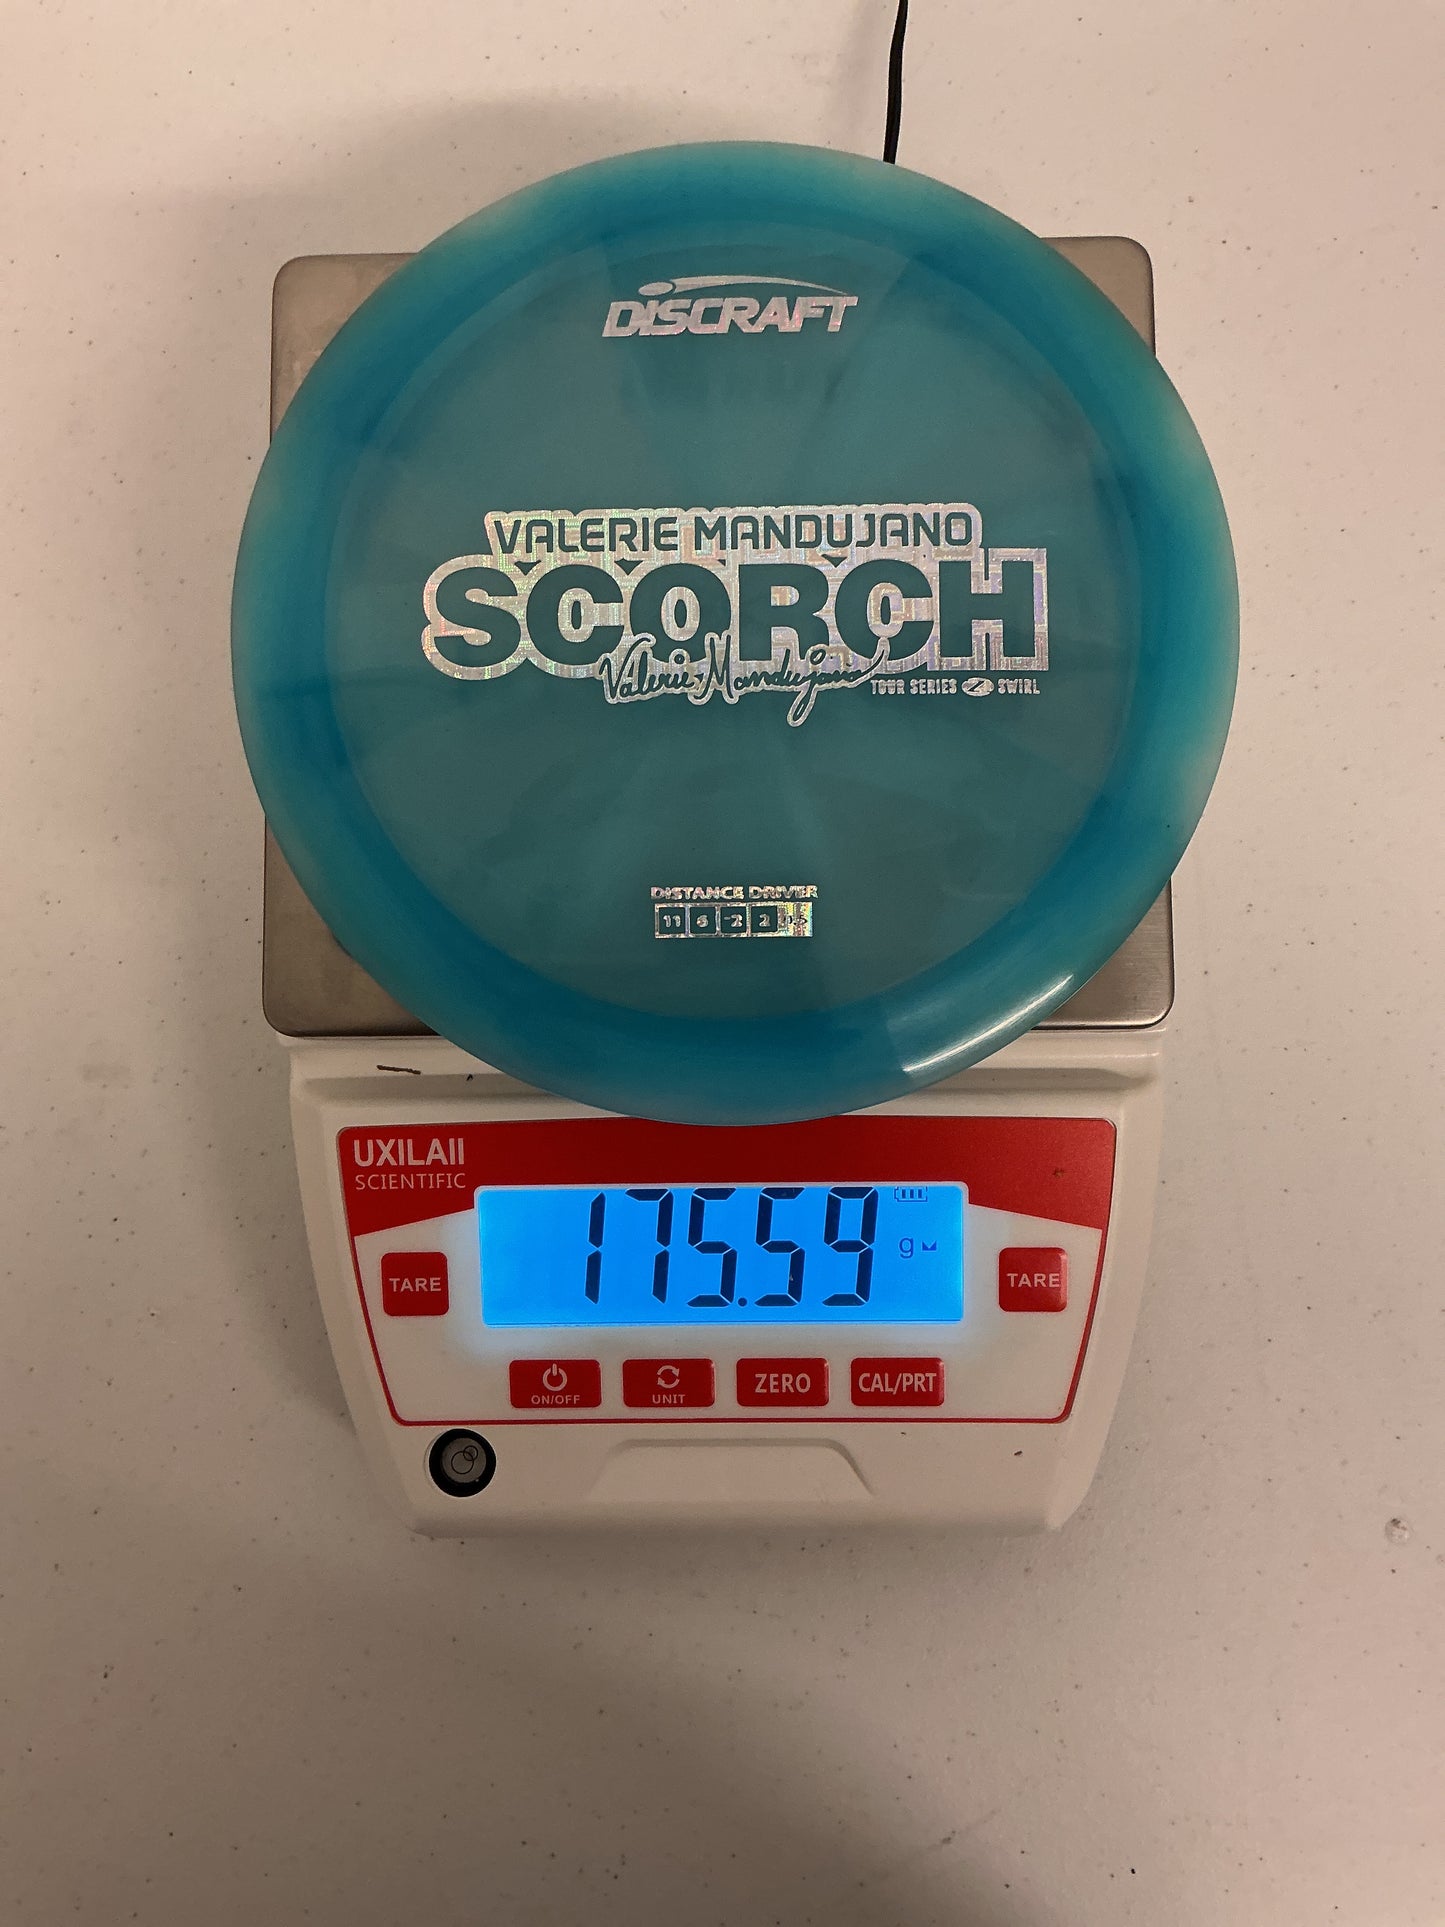 DISCRAFT
VALERIE MANDUJANO
SCORCH
Valerie Mandujano
TOUR SERIES Z SWIRL
DISTANCE DRIVER
11 6 -2 2
UXILAII
SCIENTIFIC
175.59 g
TARE
TARE
ON/OFF
UNIT
ZERO
CAL/PRT